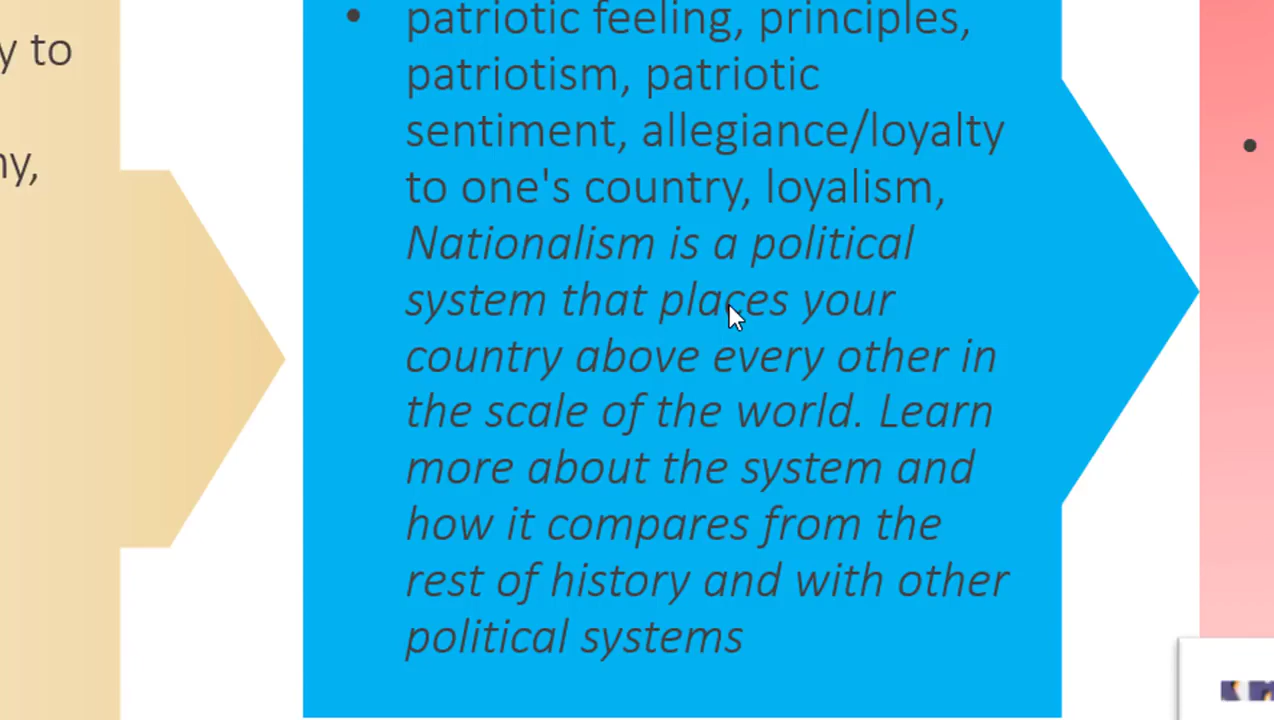 y to
ny,
• patriotic feeling, principles,
patriotism, patriotic
sentiment, allegiance/loyalty
to one's country, loyalism,
Nationalism is a political
system that places your
country above every other in
the scale of the world. Learn
more about the system and
how it compares from the
rest of history and with other
political systems
•